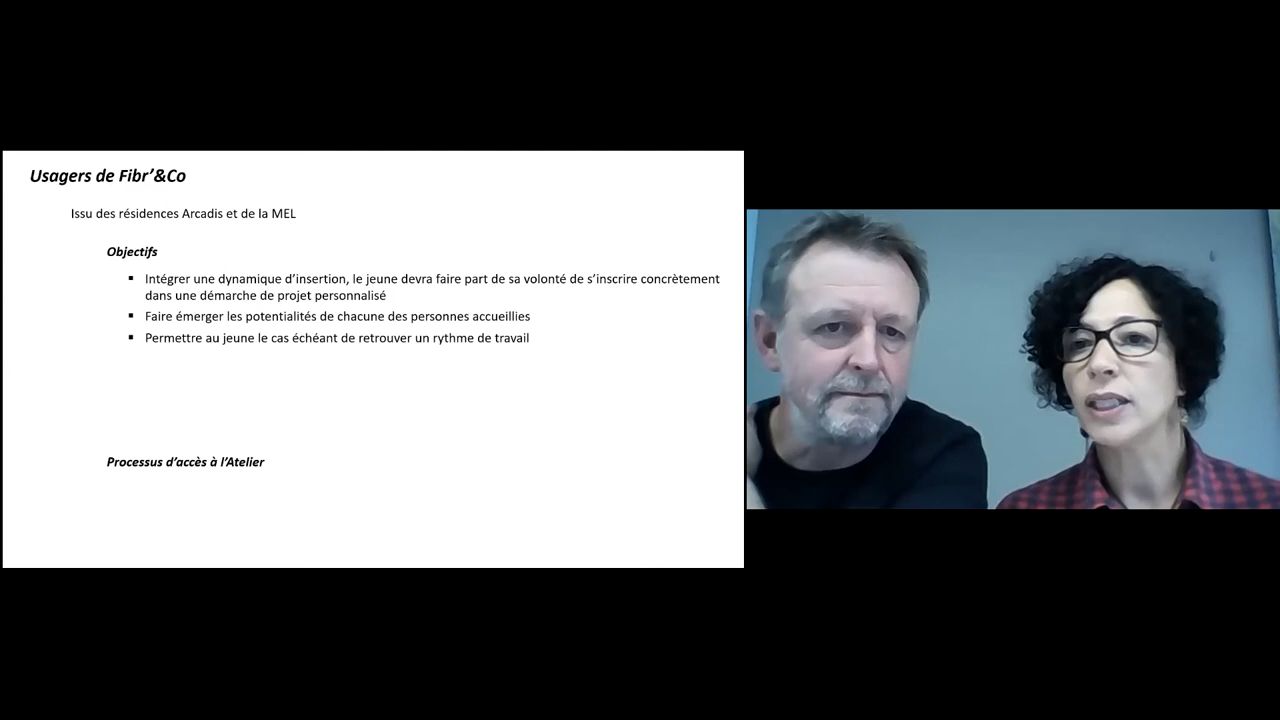 Usagers de Fibr’&Co
Issu des résidences Arcadis et de la MEL
Objectifs
▪ Intégrer une dynamique d’insertion, le jeune devra faire part de sa volonté de s’inscrire concrètement
dans une démarche de projet personnalisé
▪ Faire émerger les potentialités de chacune des personnes accueillies
▪ Permettre au jeune le cas échéant de retrouver un rythme de travail
Processus d’accès à l’Atelier